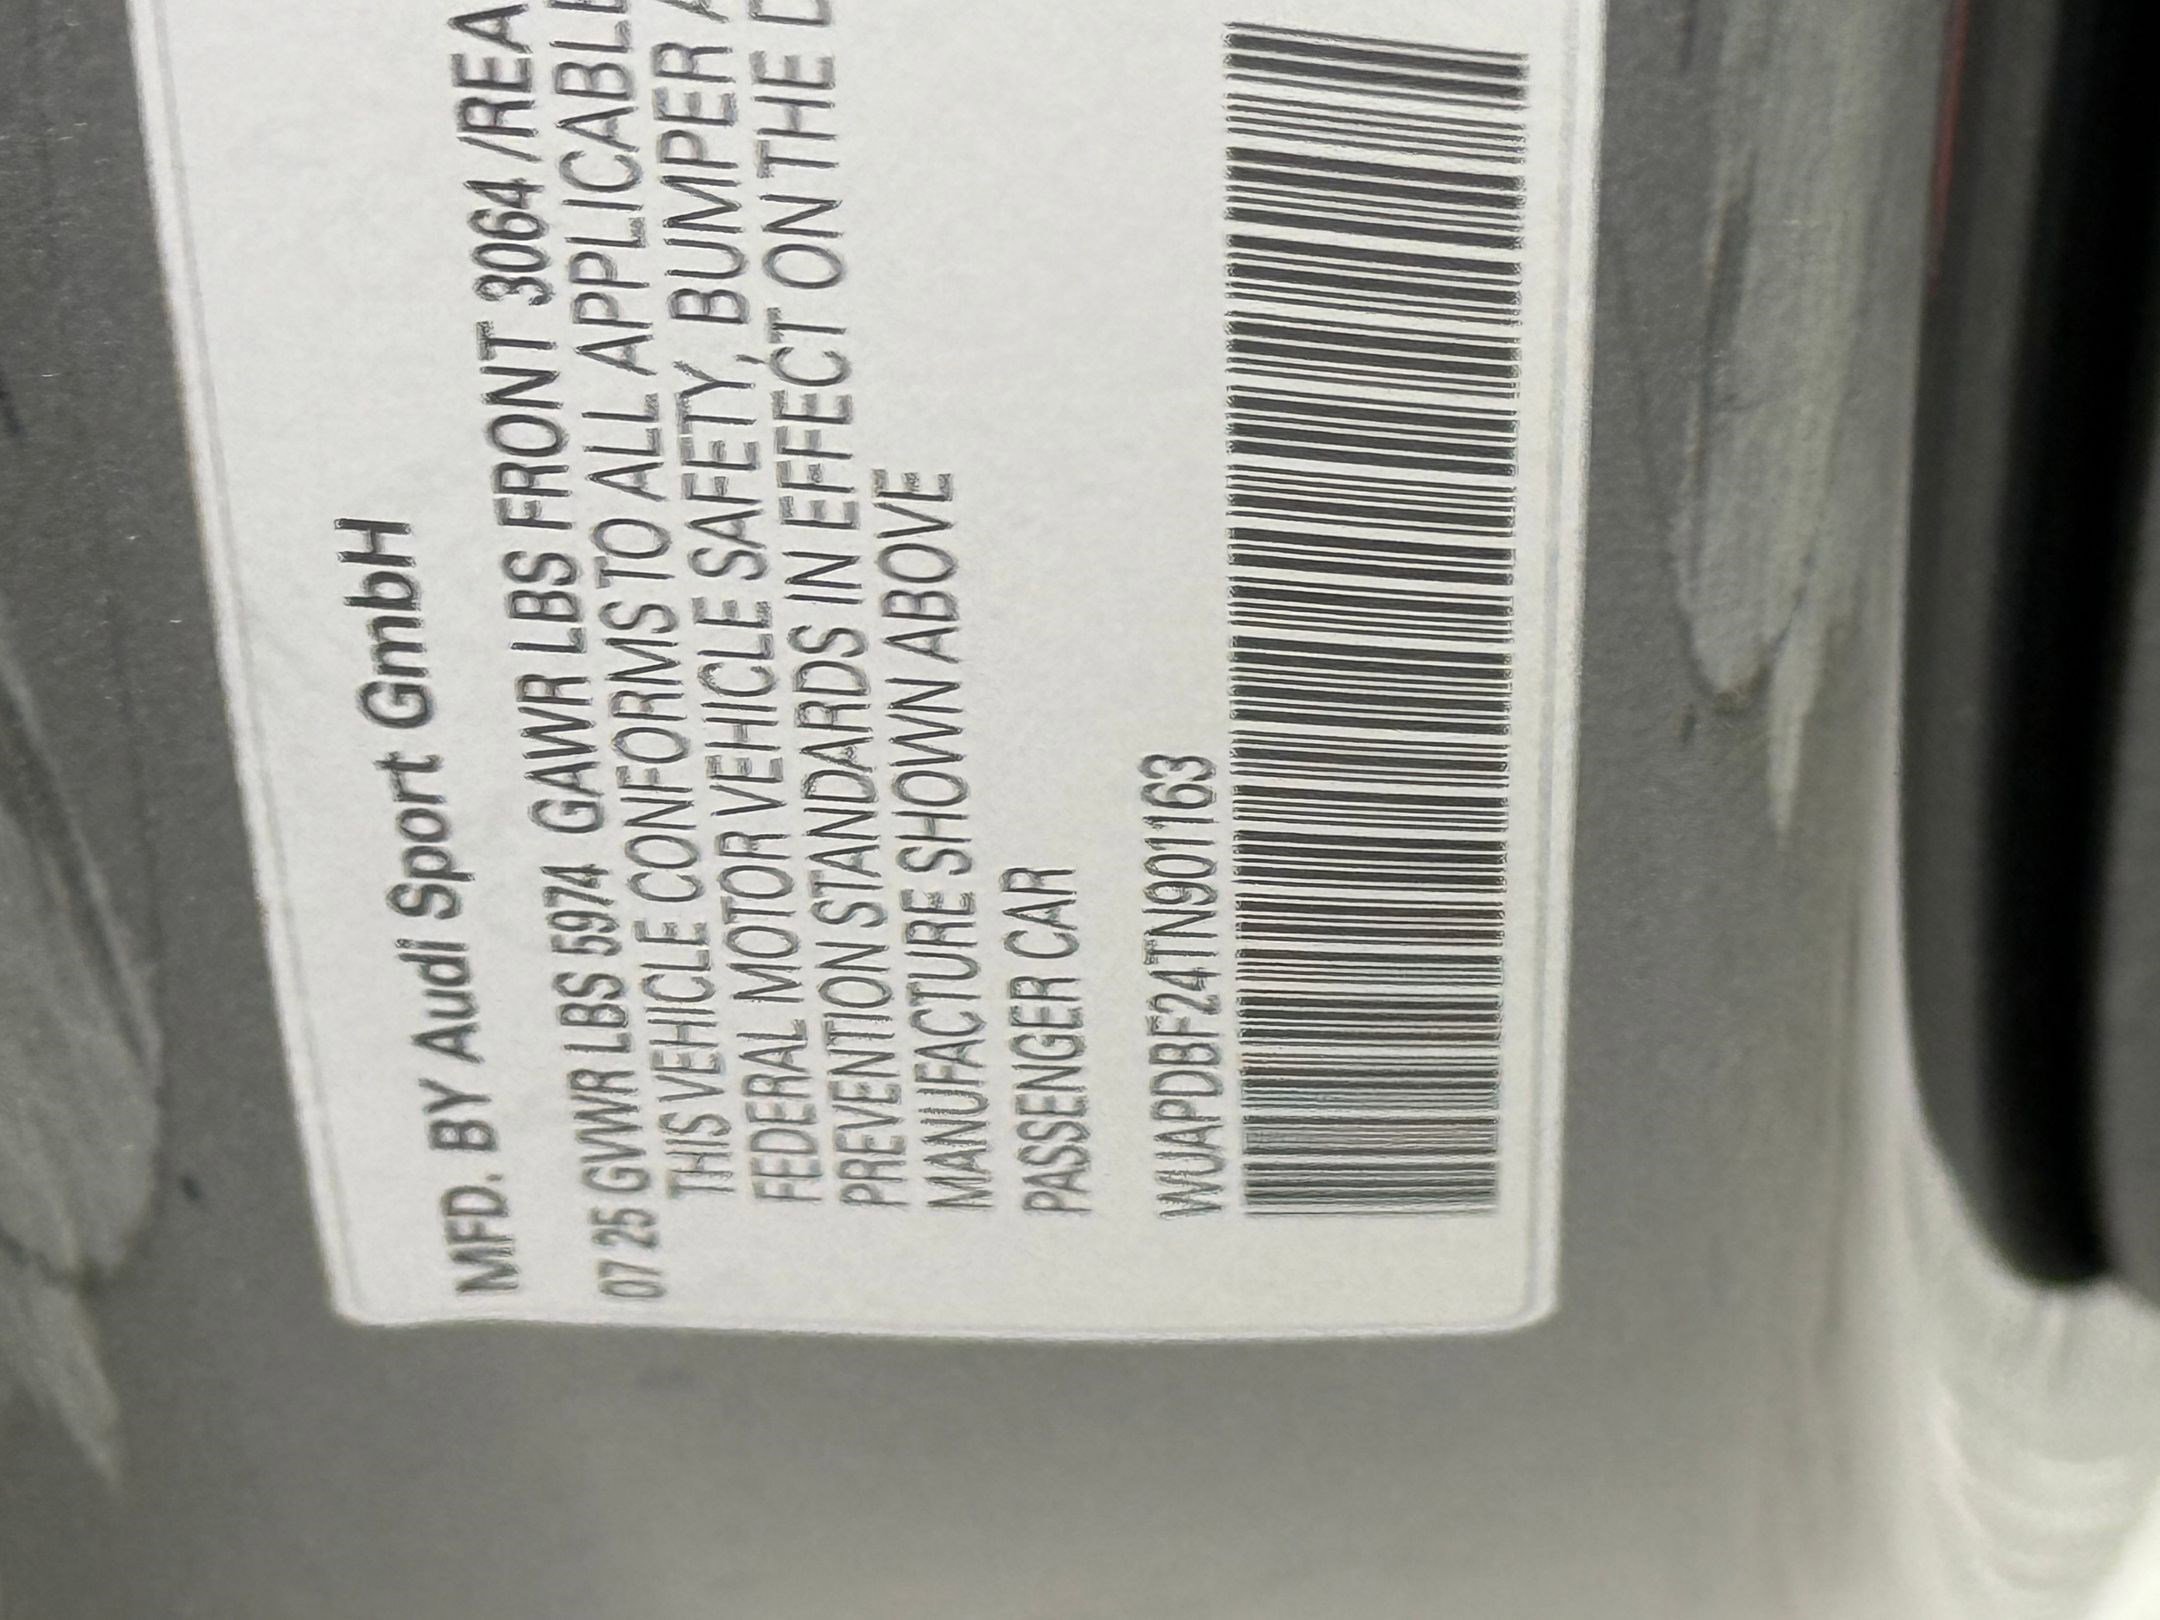 MFD. BY Audi Sport GmbH
07 25 GVWR LBS 5974 GAWR LBS FRONT 3064 /REA
THIS VEHICLE CONFORMS TO ALL APPLICABLE
FEDERAL MOTOR VEHICLE SAFETY, BUMPER A
PREVENTION STANDARDS IN EFFECT ON THE D
MANUFACTURE SHOWN ABOVE
PASSENGER CAR
WUAPDBF24TN901163